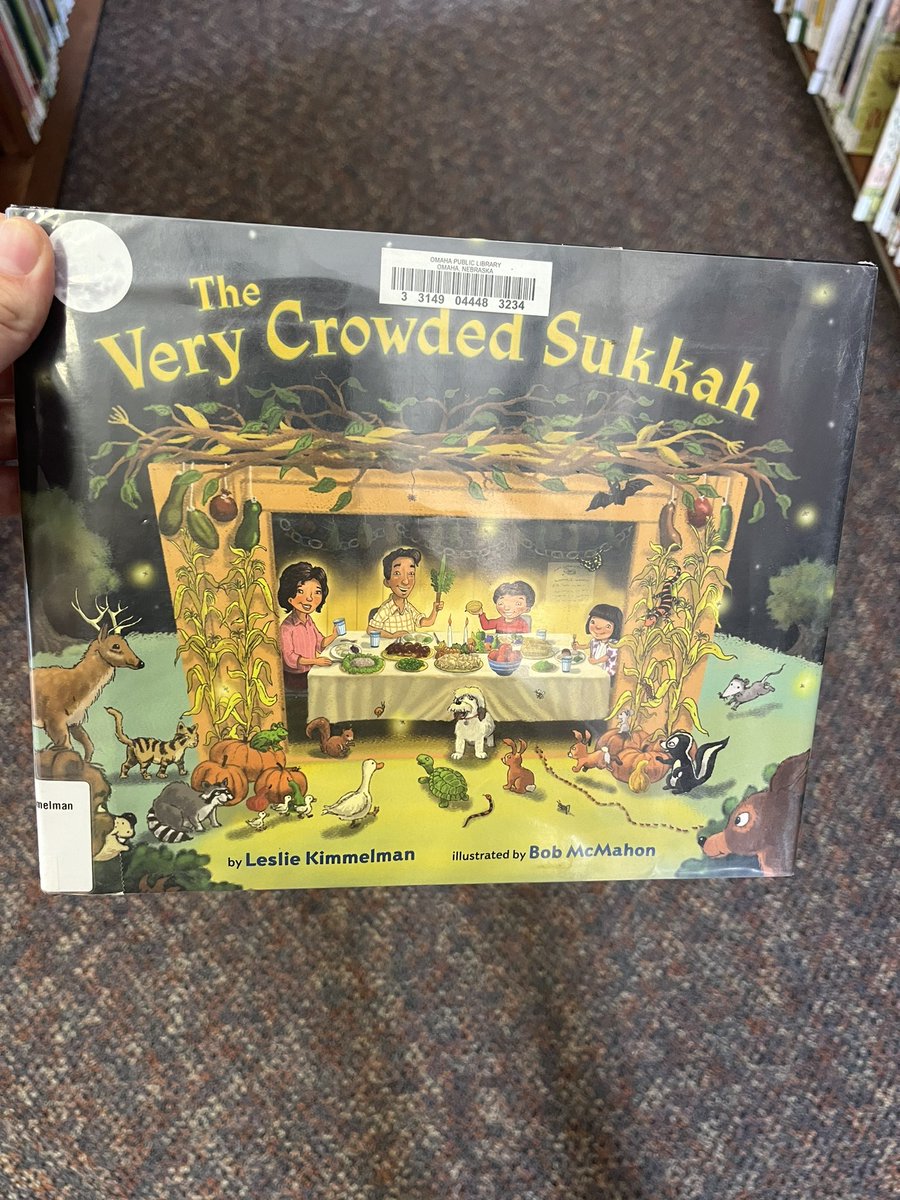 OMAHA PUBLIC LIBRARY
OMAHA, NEBRASKA
3 3149 04448 3234
The
Very Crowded Sukkah
melman
by Leslie Kimmelman
illustrated by Bob McMahon